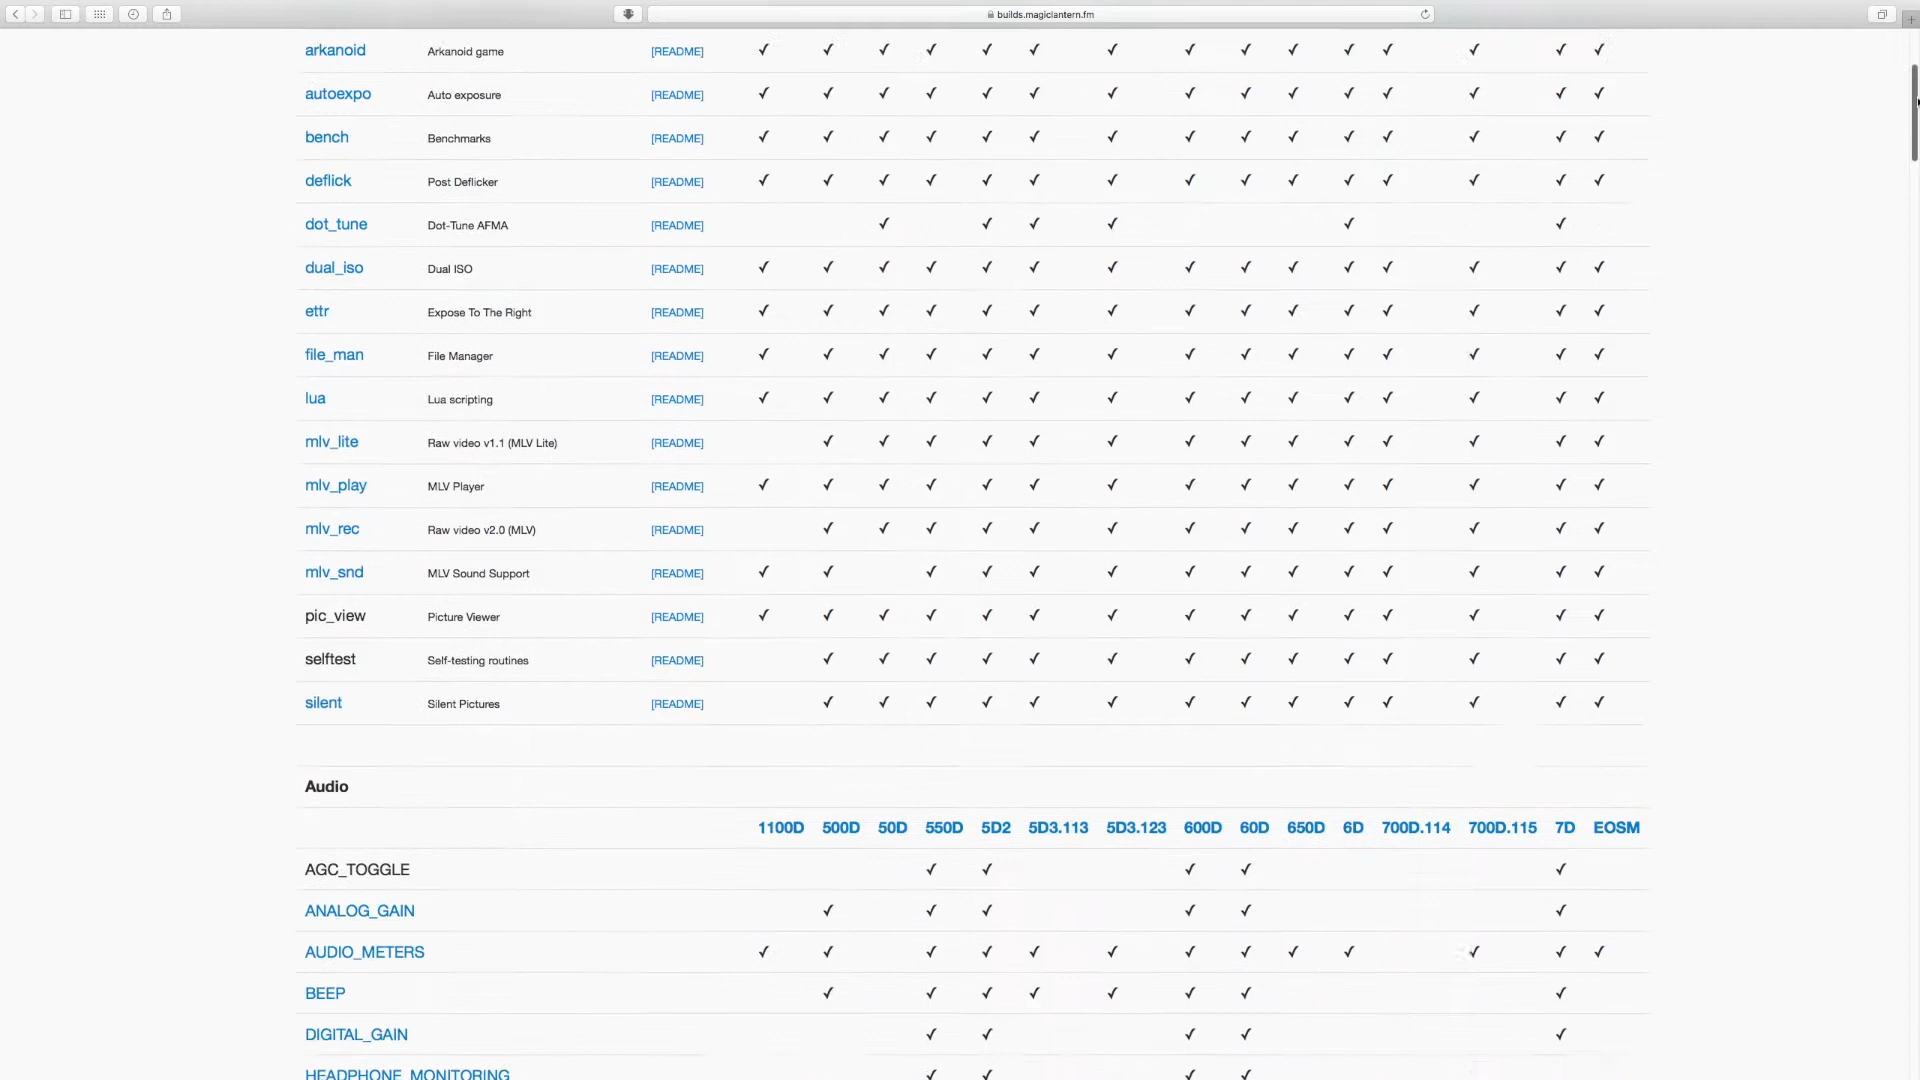 builds.magiclantern.fm
arkanoid Arkanoid game [README] ✓ ✓ ✓ ✓ ✓ ✓ ✓ ✓ ✓ ✓ ✓ ✓ ✓ ✓ ✓
autoexpo Auto exposure [README] ✓ ✓ ✓ ✓ ✓ ✓ ✓ ✓ ✓ ✓ ✓ ✓ ✓ ✓ ✓
bench Benchmarks [README] ✓ ✓ ✓ ✓ ✓ ✓ ✓ ✓ ✓ ✓ ✓ ✓ ✓ ✓ ✓
deflick Post Deflicker [README] ✓ ✓ ✓ ✓ ✓ ✓ ✓ ✓ ✓ ✓ ✓ ✓ ✓ ✓ ✓
dot_tune Dot-Tune AFMA [README] ✓ ✓ ✓ ✓ ✓ ✓
dual_iso Dual ISO [README] ✓ ✓ ✓ ✓ ✓ ✓ ✓ ✓ ✓ ✓ ✓ ✓ ✓ ✓ ✓
ettr Expose To The Right [README] ✓ ✓ ✓ ✓ ✓ ✓ ✓ ✓ ✓ ✓ ✓ ✓ ✓ ✓ ✓
file_man File Manager [README] ✓ ✓ ✓ ✓ ✓ ✓ ✓ ✓ ✓ ✓ ✓ ✓ ✓ ✓ ✓
lua Lua scripting [README] ✓ ✓ ✓ ✓ ✓ ✓ ✓ ✓ ✓ ✓ ✓ ✓ ✓ ✓ ✓
mlv_lite Raw video v1.1 (MLV Lite) [README] ✓ ✓ ✓ ✓ ✓ ✓ ✓ ✓ ✓ ✓ ✓ ✓ ✓ ✓
mlv_play MLV Player [README] ✓ ✓ ✓ ✓ ✓ ✓ ✓ ✓ ✓ ✓ ✓ ✓ ✓ ✓ ✓
mlv_rec Raw video v2.0 (MLV) [README] ✓ ✓ ✓ ✓ ✓ ✓ ✓ ✓ ✓ ✓ ✓ ✓ ✓ ✓
mlv_snd MLV Sound Support [README] ✓ ✓ ✓ ✓ ✓ ✓ ✓ ✓ ✓ ✓ ✓ ✓ ✓ ✓
pic_view Picture Viewer [README] ✓ ✓ ✓ ✓ ✓ ✓ ✓ ✓ ✓ ✓ ✓ ✓ ✓ ✓ ✓
selftest Self-testing routines [README] ✓ ✓ ✓ ✓ ✓ ✓ ✓ ✓ ✓ ✓ ✓ ✓ ✓ ✓
silent Silent Pictures [README] ✓ ✓ ✓ ✓ ✓ ✓ ✓ ✓ ✓ ✓ ✓ ✓ ✓ ✓
Audio
1100D 500D 50D 550D 5D2 5D3.113 5D3.123 600D 60D 650D 6D 700D.114 700D.115 7D EOSM
AGC_TOGGLE ✓ ✓ ✓ ✓ ✓
ANALOG_GAIN ✓ ✓ ✓ ✓ ✓ ✓
AUDIO_METERS ✓ ✓ ✓ ✓ ✓ ✓ ✓ ✓ ✓ ✓ ✓ ✓ ✓
BEEP ✓ ✓ ✓ ✓ ✓ ✓ ✓ ✓
DIGITAL_GAIN ✓ ✓ ✓ ✓ ✓
HEADPHONE_MONITORING ✓ ✓ ✓ ✓ ✓